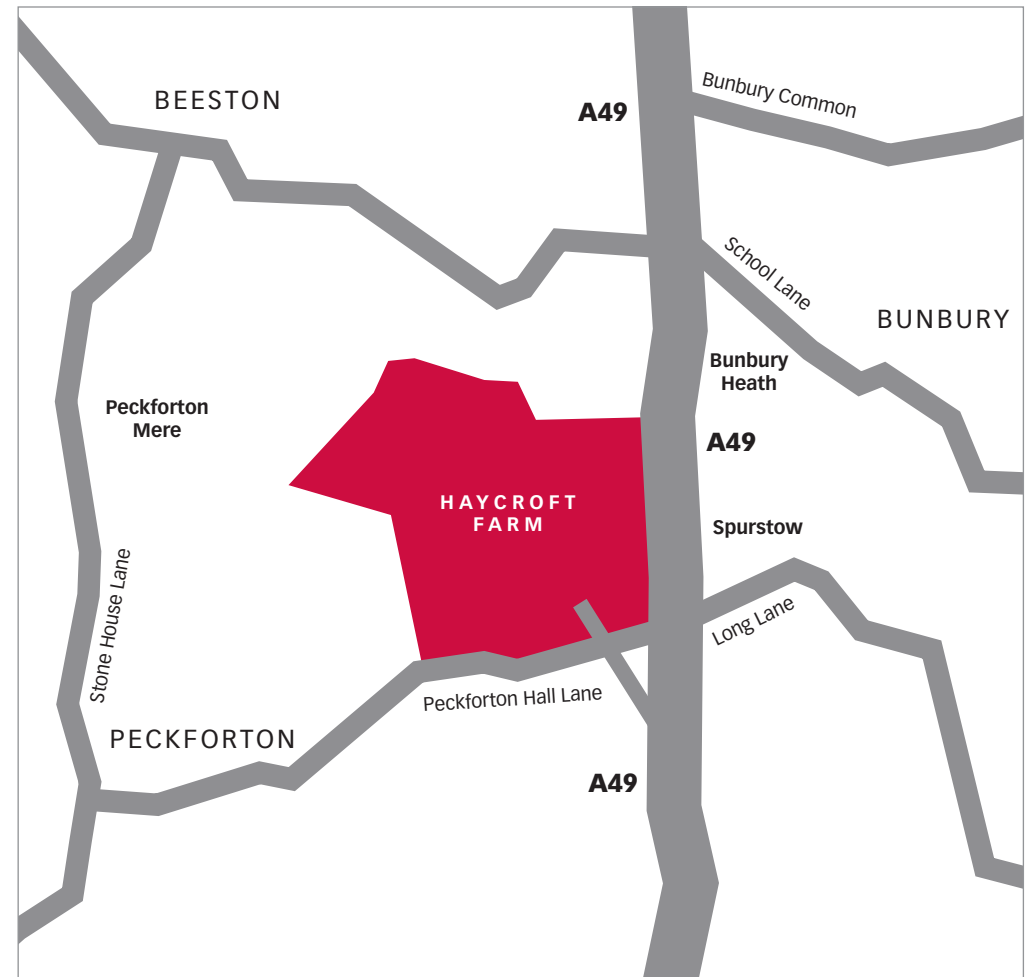 BEESTON
A49
Bunbury Common
School Lane
BUNBURY
Bunbury
Heath
Peckforton
Mere
A49
HAYCROFT
FARM
Spurstow
Stone House Lane
Long Lane
Peckforton Hall Lane
PECKFORTON
A49